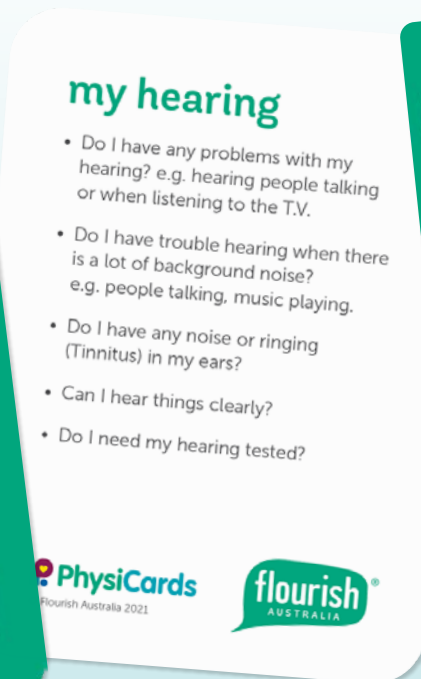 my hearing
• Do I have any problems with my
hearing? e.g. hearing people talking
or when listening to the T.V.
• Do I have trouble hearing when there
is a lot of background noise?
e.g. people talking, music playing.
• Do I have any noise or ringing
(Tinnitus) in my ears?
• Can I hear things clearly?
• Do I need my hearing tested?
PhysiCards
Flourish Australia 2021
flourish®
AUSTRALIA